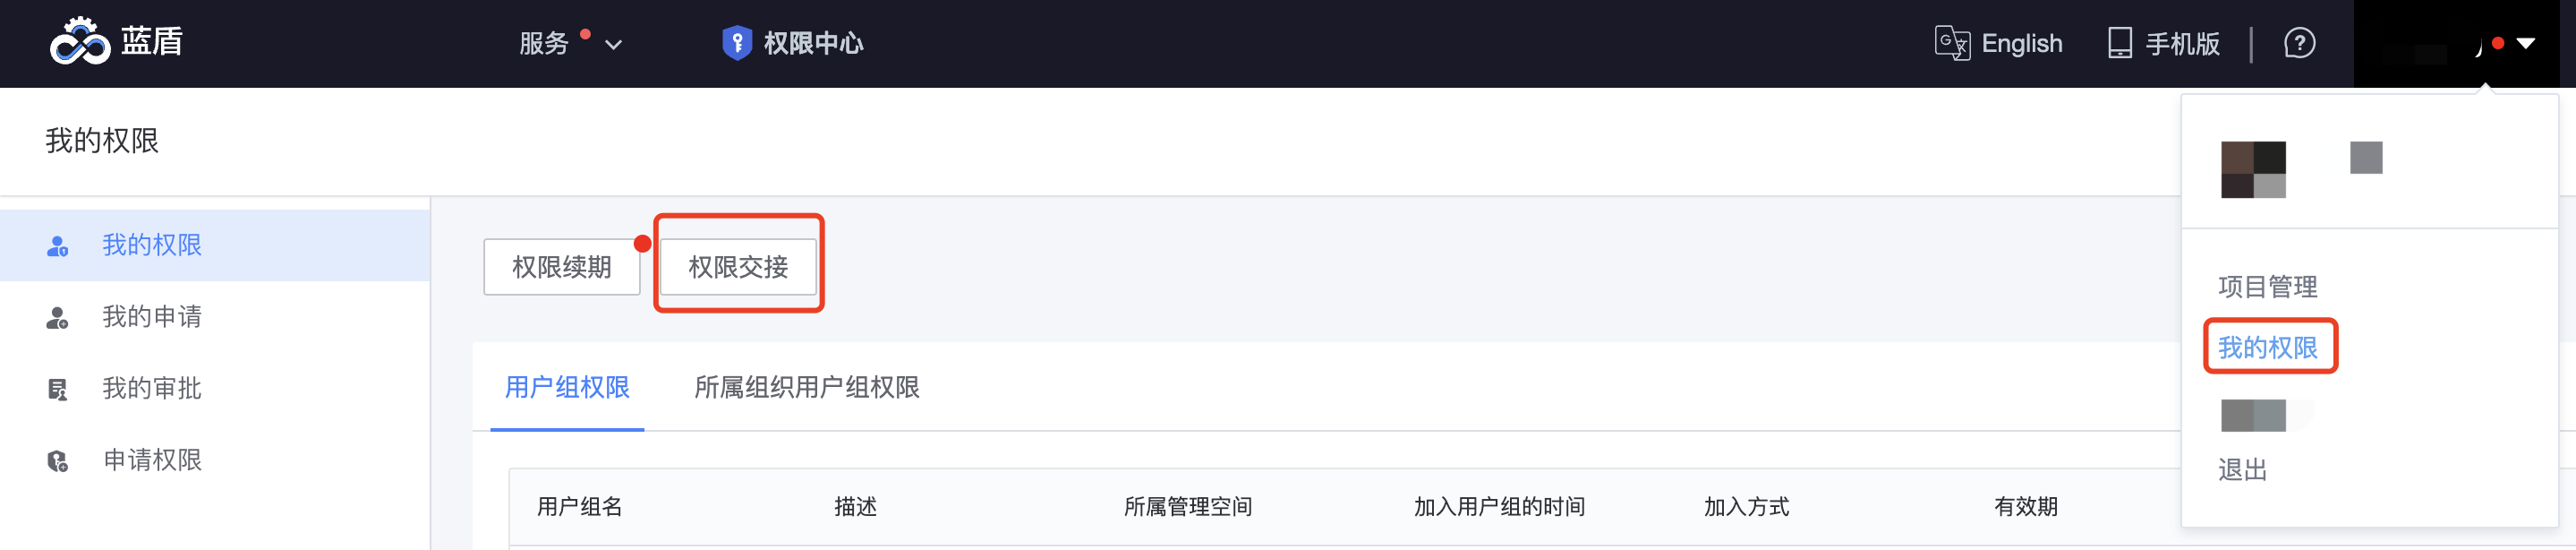 蓝盾
服务
权限中心
English
手机版
我的权限
我的权限
我的申请
我的审批
申请权限
权限续期
权限交接
用户组权限
所属组织用户组权限
用户组名
描述
所属管理空间
加入用户组的时间
加入方式
有效期
项目管理
我的权限
退出